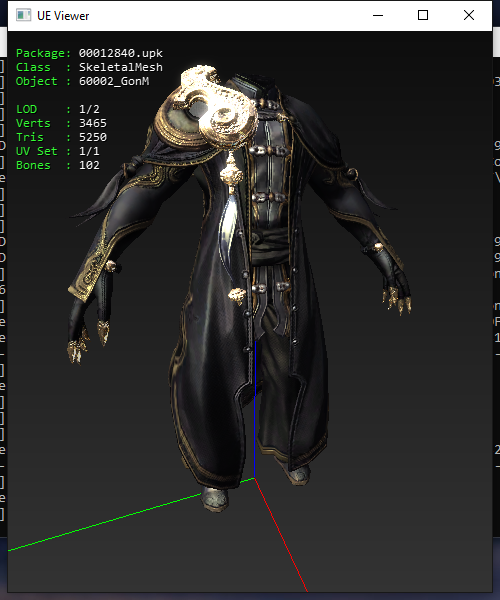 UE Viewer
Package: 00012840.upk
Class  : SkeletalMesh
Object : 60002_GonM
LOD    : 1/2
Verts  : 3465
Tris   : 5250
UV Set : 1/1
Bones  : 102